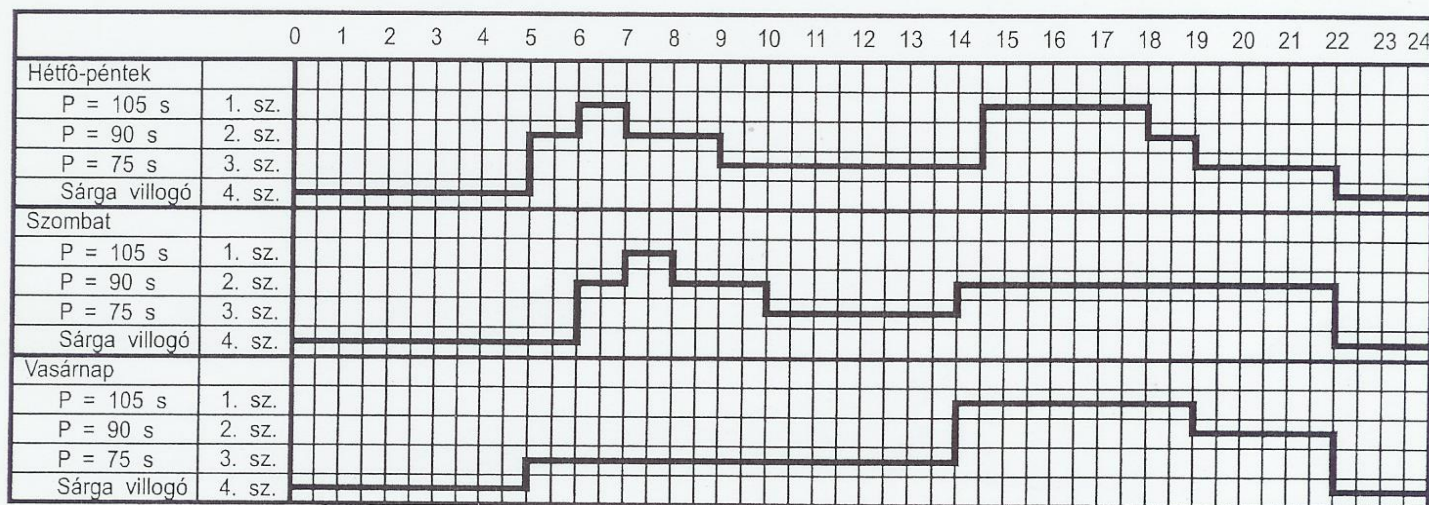 0 1 2 3 4 5 6 7 8 9 10 11 12 13 14 15 16 17 18 19 20 21 22 23 24
Hétfô-péntek
P = 105 s 1. sz.
P = 90 s 2. sz.
P = 75 s 3. sz.
Sárga villogó 4. sz.
Szombat
P = 105 s 1. sz.
P = 90 s 2. sz.
P = 75 s 3. sz.
Sárga villogó 4. sz.
Vasárnap
P = 105 s 1. sz.
P = 90 s 2. sz.
P = 75 s 3. sz.
Sárga villogó 4. sz.